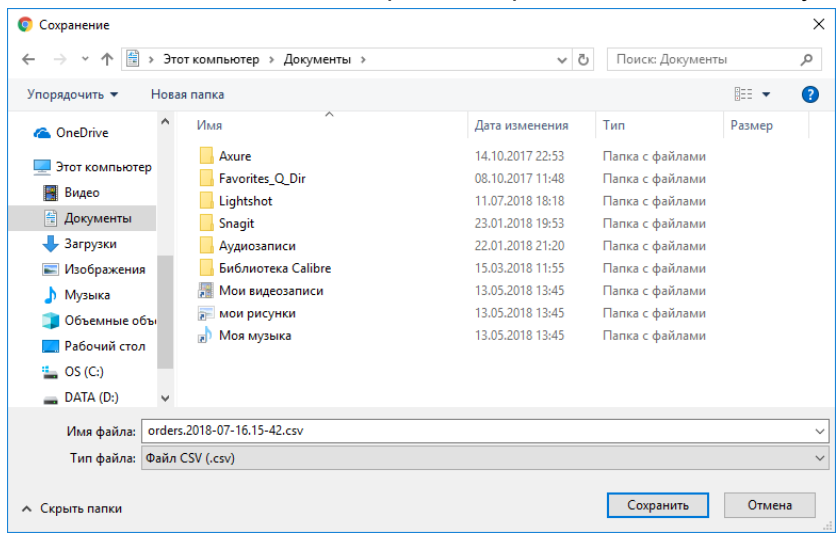 Сохранение
Этот компьютер > Документы >
Поиск: Документы
Упорядочить
Новая папка
Имя
Дата изменения
Тип
Размер
OneDrive
Этот компьютер
Видео
Документы
Загрузки
Изображения
Музыка
Объемные объ
Рабочий стол
OS (C:)
DATA (D:)
Axure 14.10.2017 22:53 Папка с файлами
Favorites_Q_Dir 08.10.2017 11:48 Папка с файлами
Lightshot 11.07.2018 18:18 Папка с файлами
Snagit 23.01.2018 19:53 Папка с файлами
Аудиозаписи 22.01.2018 21:20 Папка с файлами
Библиотека Calibre 15.03.2018 11:55 Папка с файлами
Мои видеозаписи 13.05.2018 13:45 Папка с файлами
мои рисунки 13.05.2018 13:45 Папка с файлами
Моя музыка 13.05.2018 13:45 Папка с файлами
Имя файла: orders.2018-07-16.15-42.csv
Тип файла: Файл CSV (.csv)
Скрыть папки
Сохранить
Отмена